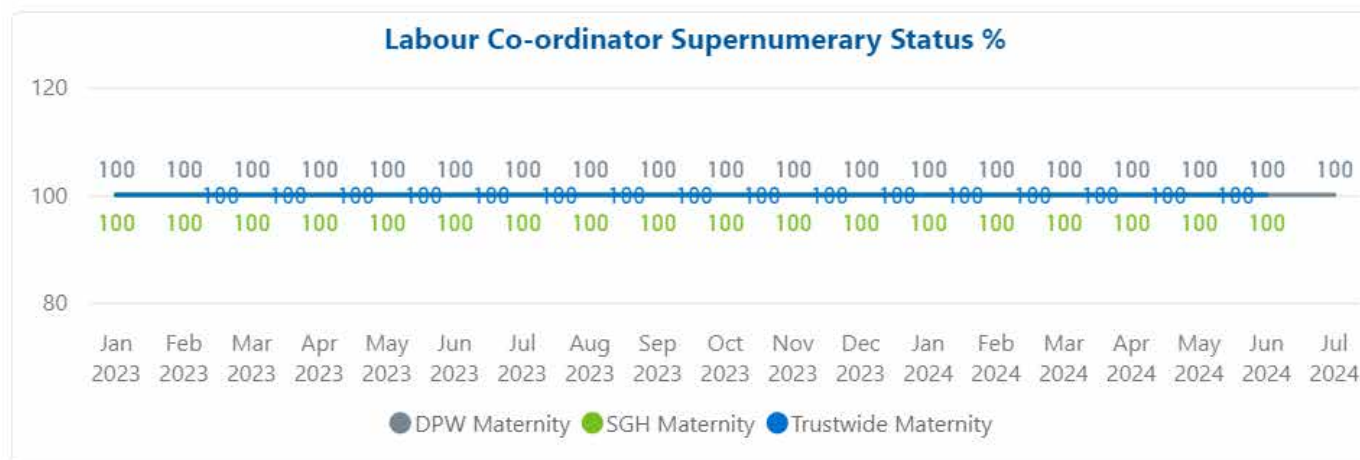 Labour Co-ordinator Supernumerary Status %
120
100 100 100 100 100 100 100 100 100 100 100 100 100 100 100 100 100 100 100
100 100 100 100 100 100 100 100 100 100 100 100 100 100 100 100 100
100 100 100 100 100 100 100 100 100 100 100 100 100 100 100 100 100 100
80
Jan Feb Mar Apr May Jun Jul Aug Sep Oct Nov Dec Jan Feb Mar Apr May Jun Jul
2023 2023 2023 2023 2023 2023 2023 2023 2023 2023 2023 2023 2024 2024 2024 2024 2024 2024 2024
DPW Maternity SGH Maternity Trustwide Maternity